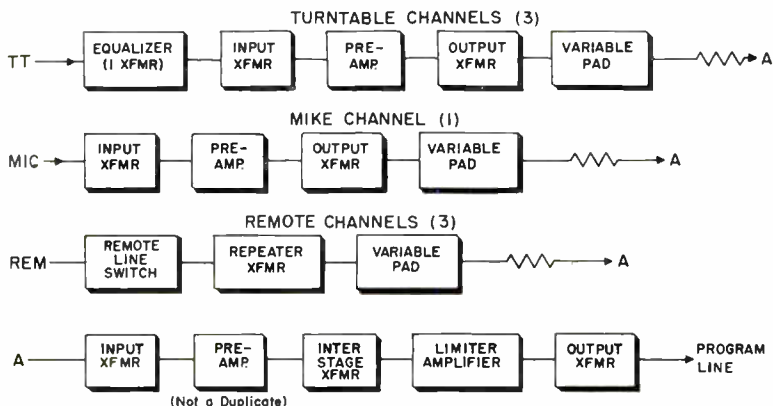 TURNTABLE CHANNELS (3)
TT
EQUALIZER
(1 XFMR)
INPUT
XFMR
PRE-
AMP.
OUTPUT
XFMR
VARIABLE
PAD
A
MIKE CHANNEL (1)
MIC
INPUT
XFMR
PRE-
AMP.
OUTPUT
XFMR
VARIABLE
PAD
A
REMOTE CHANNELS (3)
REM
REMOTE
LINE
SWITCH
REPEATER
XFMR
VARIABLE
PAD
A
A
INPUT
XFMR
PRE-
AMP.
INTER
STAGE
XFMR
LIMITER
AMPLIFIER
OUTPUT
XFMR
PROGRAM
LINE
(Not a Duplicate)